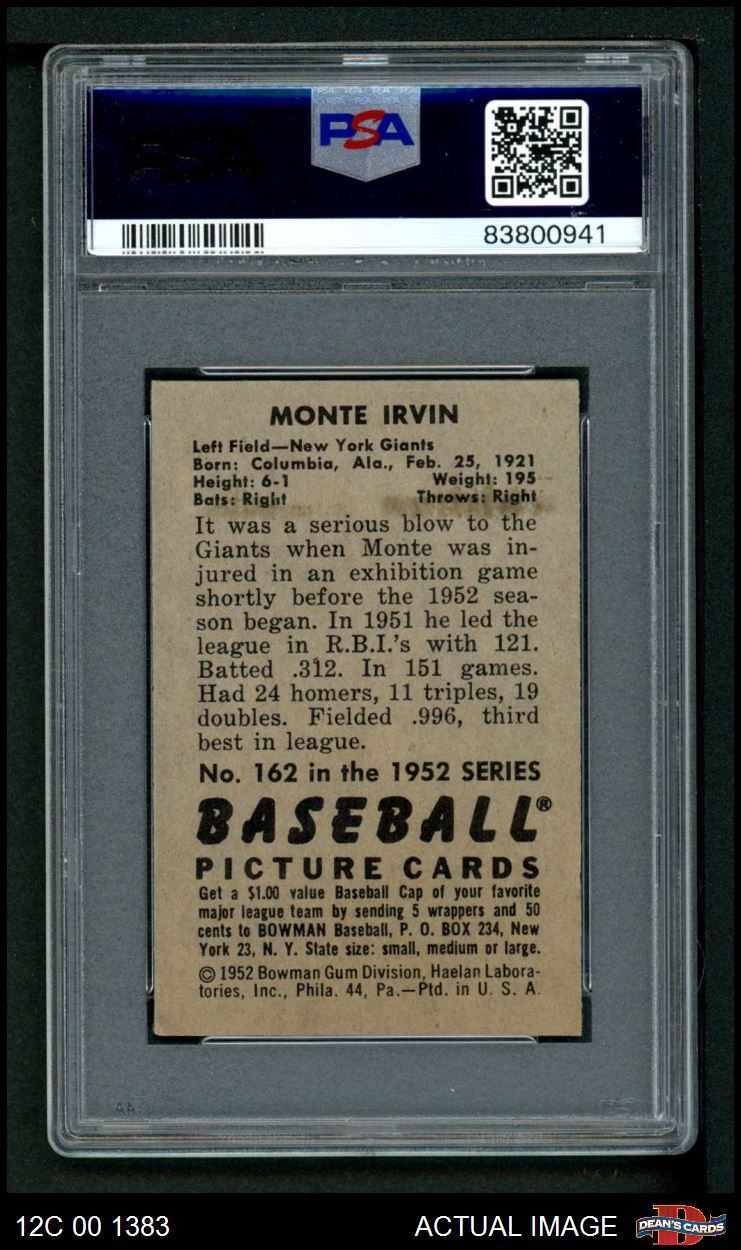 PSA
83800941
MONTE IRVIN
Left Field—New York Giants
Born: Columbia, Ala., Feb. 25, 1921
Height: 6-1 Weight: 195
Bats: Right Throws: Right
It was a serious blow to the
Giants when Monte was in-
jured in an exhibition game
shortly before the 1952 sea-
son began. In 1951 he led the
league in R.B.I.'s with 121.
Batted .312. In 151 games.
Had 24 homers, 11 triples, 19
doubles. Fielded .996, third
best in league.
No. 162 in the 1952 SERIES
BASEBALL®
PICTURE CARDS
Get a $1.00 value Baseball Cap of your favorite
major league team by sending 5 wrappers and 50
cents to BOWMAN Baseball, P. O. BOX 234, New
York 23, N. Y. State size: small, medium or large.
© 1952 Bowman Gum Division, Haelan Labora-
tories, Inc., Phila. 44, Pa.—Ptd. in U. S. A.
12C 00 1383 ACTUAL IMAGE DEAN'S CARDS